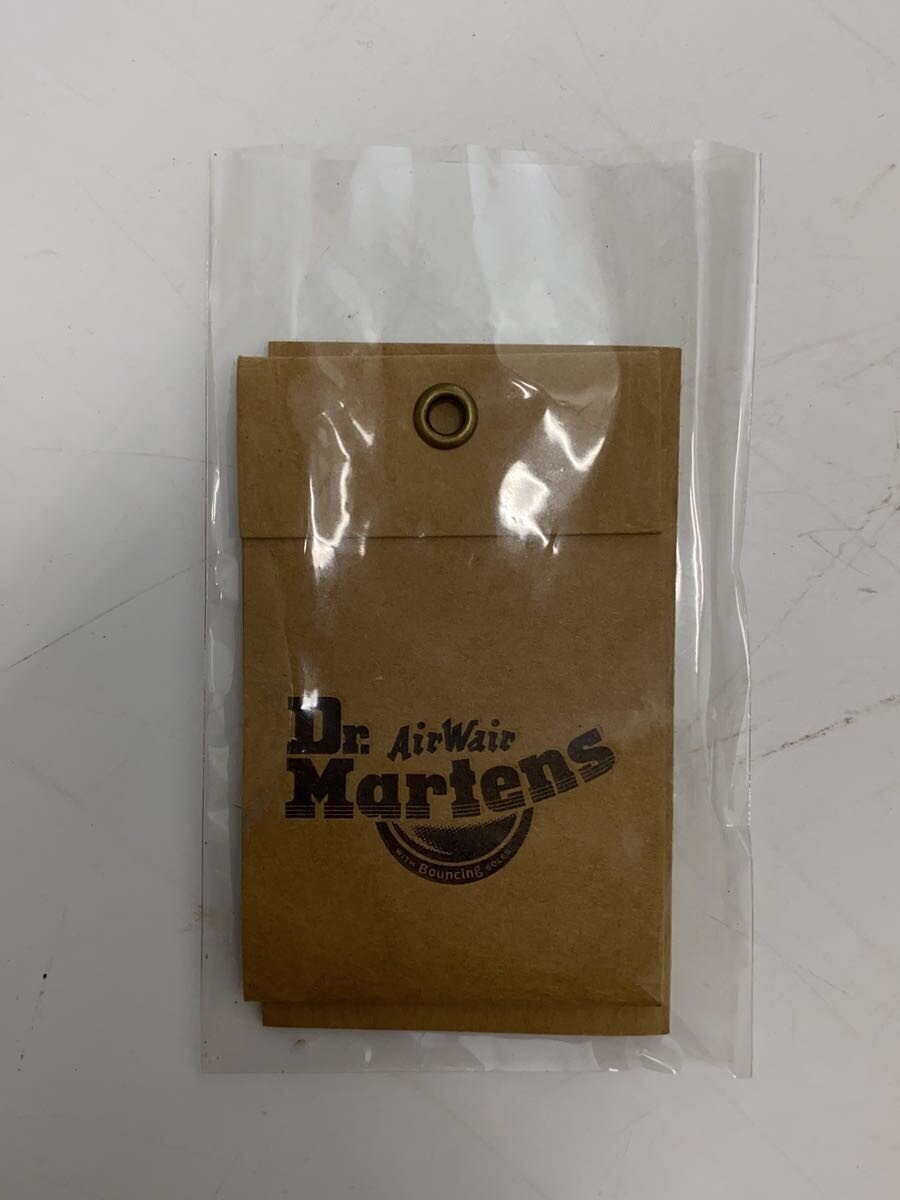 Dr. AirWair
Martens
WITH Bouncing SOLES